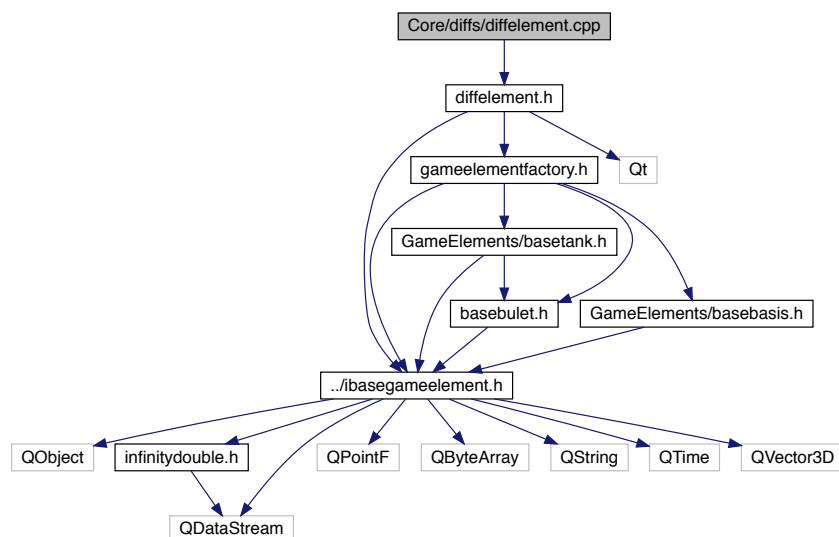 Core/diffs/diffelement.cpp
diffelement.h
gameelementfactory.h
Qt
GameElements/basetank.h
basebulet.h
GameElements/basebasis.h
../ibasegameelement.h
QObject
infinitydouble.h
QPointF
QByteArray
QString
QTime
QVector3D
QDataStream